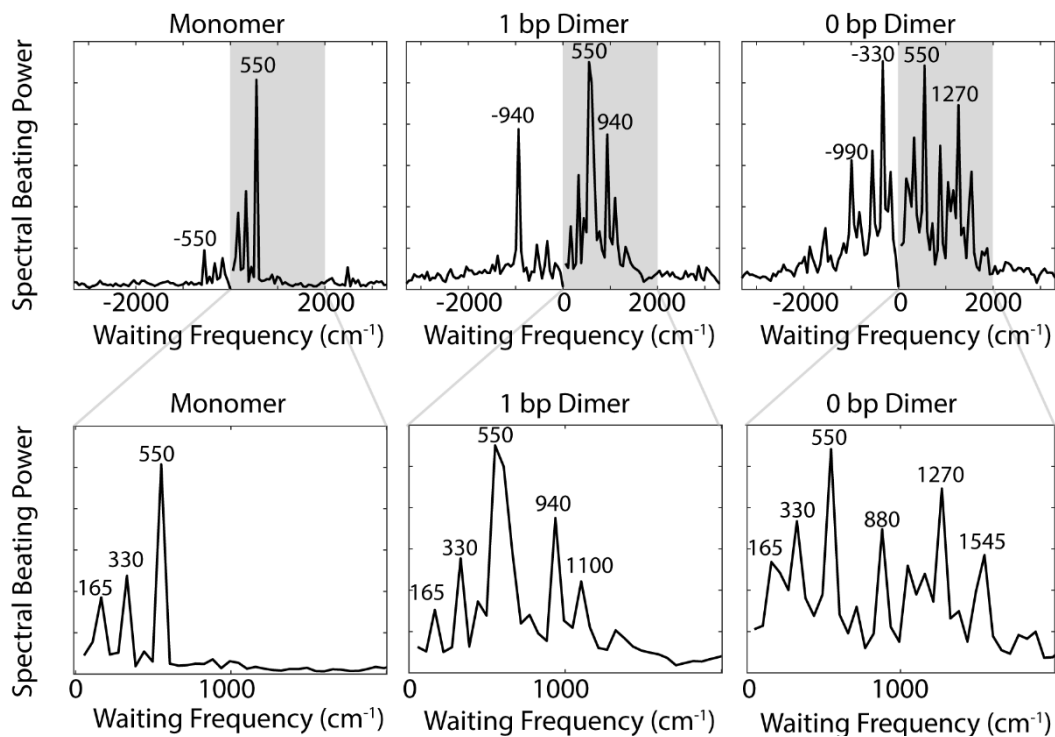 Monomer
1 bp Dimer
0 bp Dimer
Spectral Beating Power
550
-550
-2000 0 2000
Waiting Frequency (cm⁻¹)
550
-940
940
-2000 0 2000
Waiting Frequency (cm⁻¹)
-330
550
1270
-990
-2000 0 2000
Waiting Frequency (cm⁻¹)
Monomer
1 bp Dimer
0 bp Dimer
Spectral Beating Power
550
330
165
0 1000
Waiting Frequency (cm⁻¹)
550
940
330
1100
165
0 1000
Waiting Frequency (cm⁻¹)
550
1270
330
880
1545
165
0 1000
Waiting Frequency (cm⁻¹)